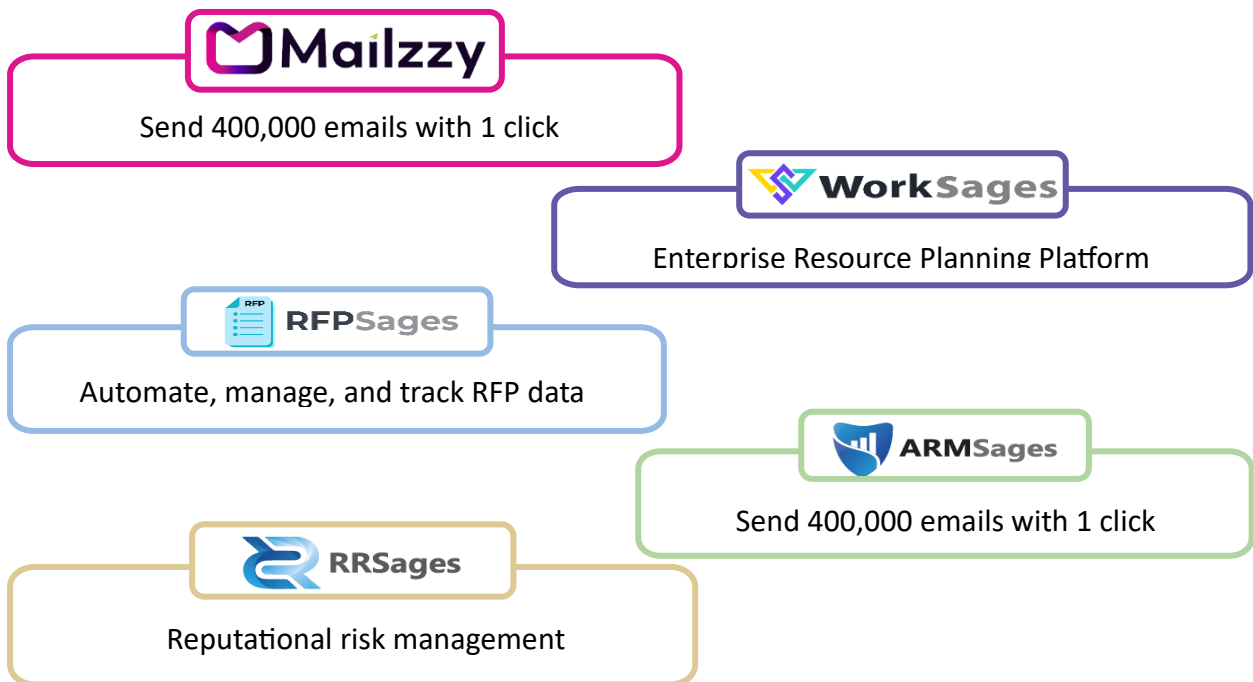 Mailzzy
Send 400,000 emails with 1 click
WorkSages
Enterprise Resource Planning Platform
RFP
RFPSages
Automate, manage, and track RFP data
ARMSages
Send 400,000 emails with 1 click
RRSages
Reputational risk management